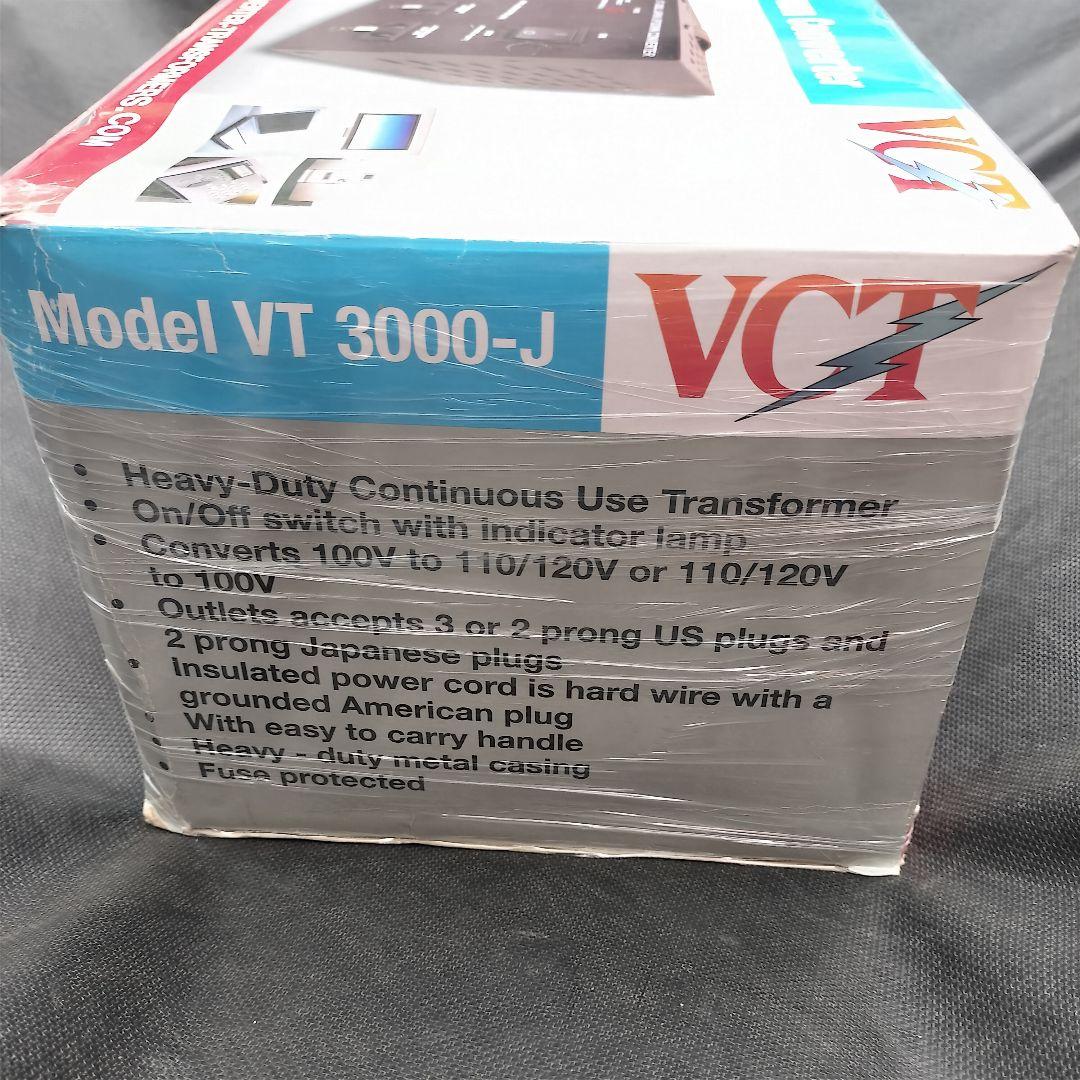 TRANSFORMERS.COM
Converter
VCT
Model VT 3000-J
VCT
• Heavy-Duty Continuous Use Transformer
• On/Off switch with indicator lamp
• Converts 100V to 110/120V or 110/120V
to 100V
• Outlets accepts 3 or 2 prong US plugs and
2 prong Japanese plugs
• Insulated power cord is hard wire with a
grounded American plug
• With easy to carry handle
• Heavy - duty metal casing
• Fuse protected